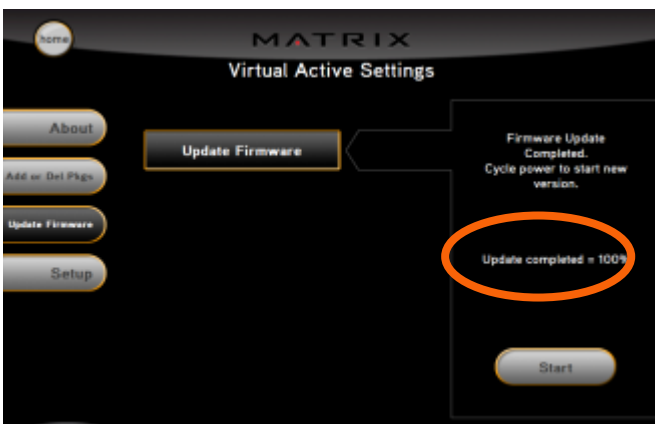 home
MATRIX
Virtual Active Settings
About
Add or Del Pkgs
Update Firmware
Setup
Update Firmware
Firmware Update
Completed.
Cycle power to start new
version.
Update completed = 100%
Start